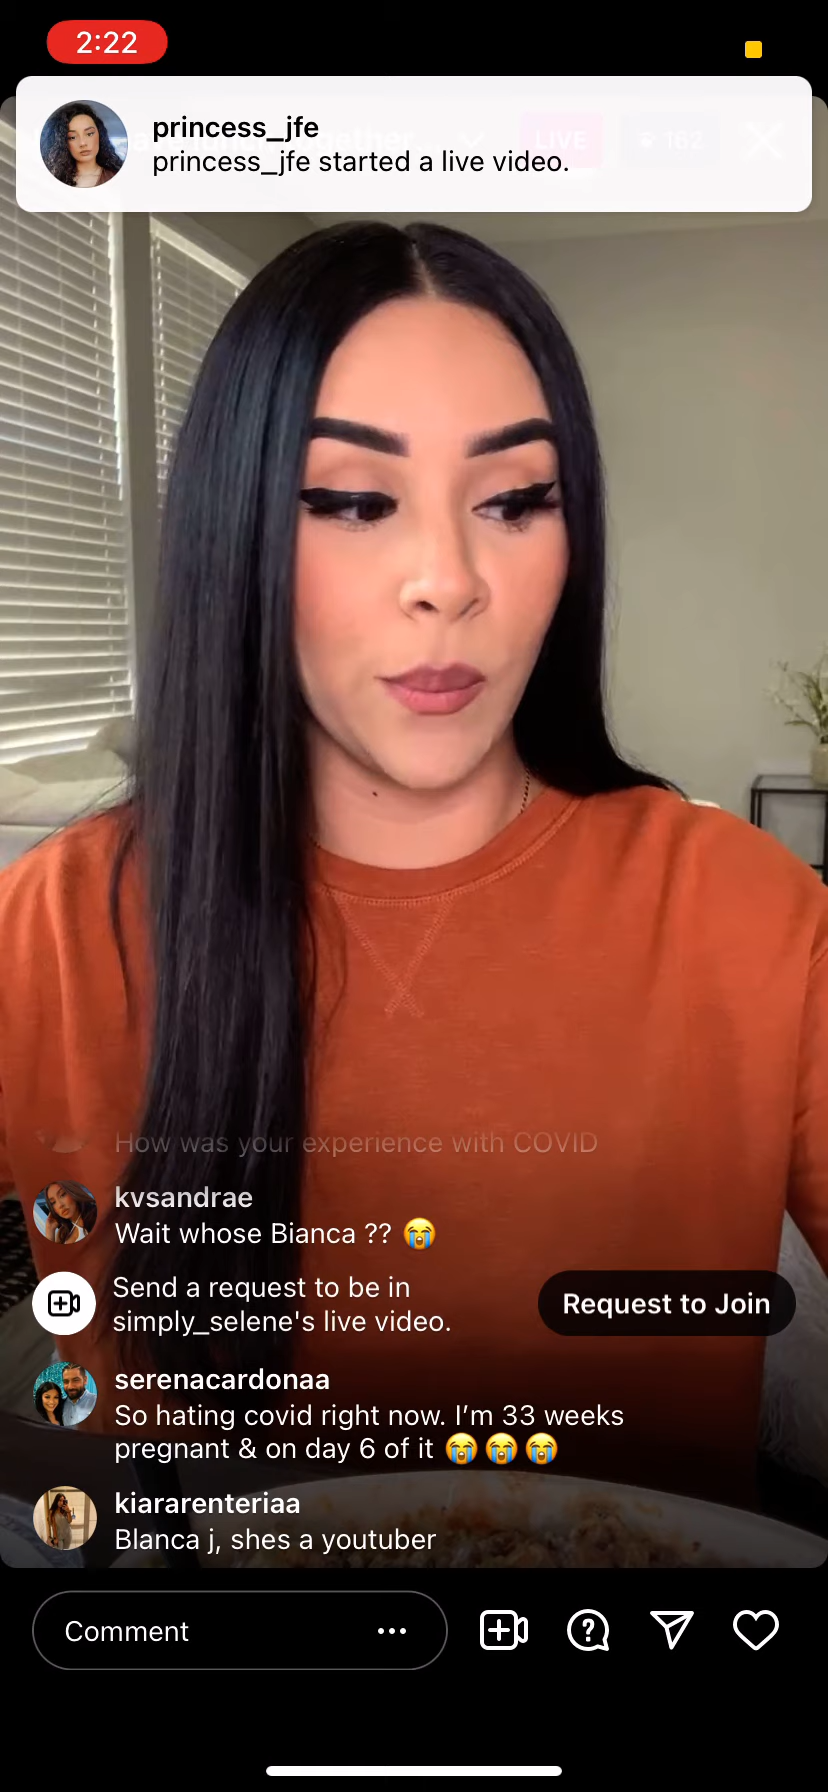 2:22
princess_jfe
princess_jfe started a live video.
LIVE
162
How was your experience with COVID
kvsandrae
Wait whose Bianca ?? 😭
Send a request to be in
simply_selene's live video.
Request to Join
serenacardonaa
So hating covid right now. I’m 33 weeks
pregnant & on day 6 of it 😭😭😭
kiararenteriaa
Blanca j, shes a youtuber
Comment